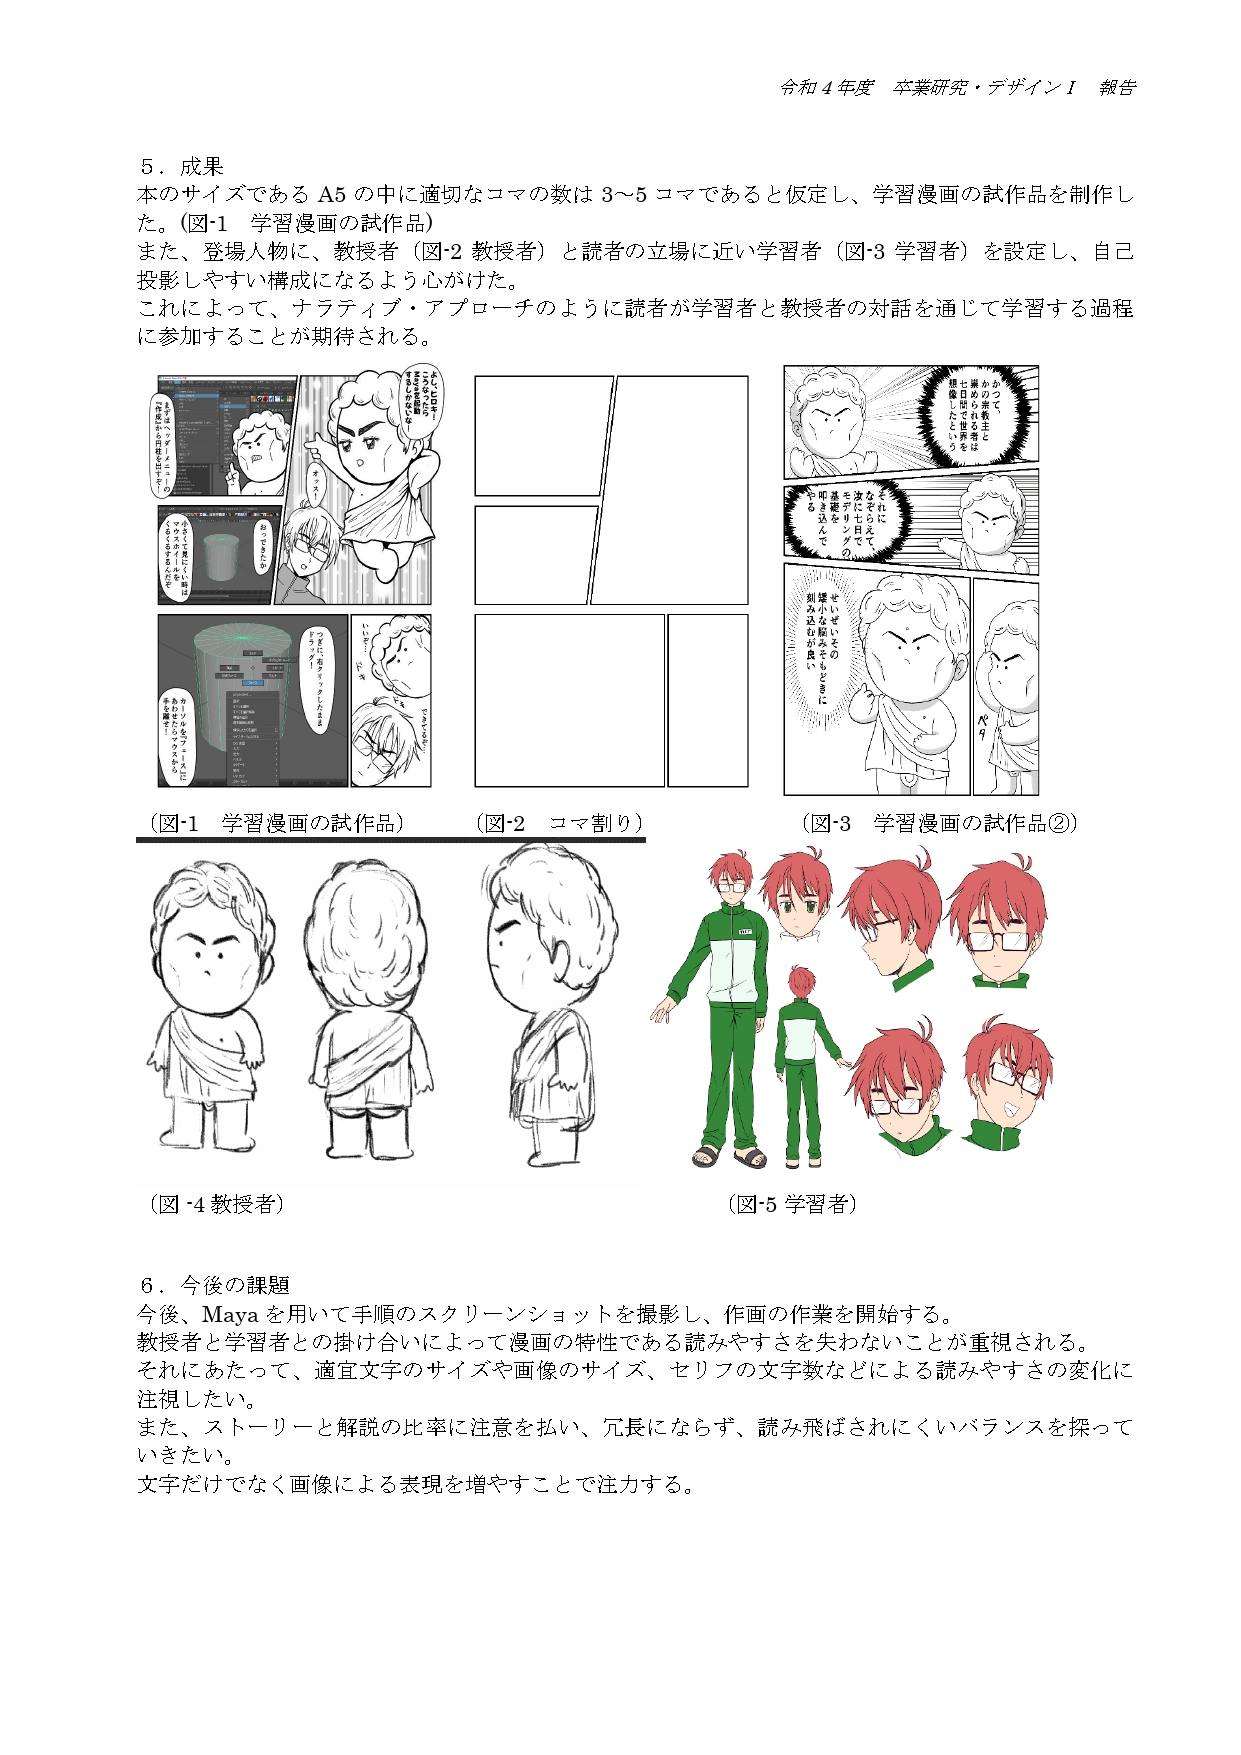 令和4年度　卒業研究・デザインⅠ　報告
５．成果
本のサイズである A5 の中に適切なコマの数は 3～5 コマであると仮定し、学習漫画の試作品を制作し
た。(図-1　学習漫画の試作品)
また、登場人物に、教授者（図-2 教授者）と読者の立場に近い学習者（図-3 学習者）を設定し、自己
投影しやすい構成になるよう心がけた。
これによって、ナラティブ・アプローチのように読者が学習者と教授者の対話を通じて学習する過程
に参加することが期待される。
よし、ヒロキ！
こうなったら
Mayaを起動
するしかないな！
オッス！
まずはヘッダーメニューの
『作成』から円柱を出すぞ！
おっできたか
小さくて見にくい時は
マウスホイールを
くるくるするんだぞ
つぎに、右クリックしたまま
ドラッグ！
カーソルを『フェース』に
あわせたらマウスから
手を離せ！
いいぞ…
ドキ
ドキ
できてるぞ…
かつて、
かの宗教主と
崇められる者は
七日間で世界を
想像したという
それに
なぞらえて
汝に七日で
モデリングの
基礎を
叩き込んで
やる
せいぜいその
矮小な脳みそもどきに
刻み込むが良い
ペタ
（図-1　学習漫画の試作品）
（図-2　コマ割り）
（図-3　学習漫画の試作品②）
（図 -4 教授者）
（図-5 学習者）
６．今後の課題
今後、Maya を用いて手順のスクリーンショットを撮影し、作画の作業を開始する。
教授者と学習者との掛け合いによって漫画の特性である読みやすさを失わないことが重視される。
それにあたって、適宜文字のサイズや画像のサイズ、セリフの文字数などによる読みやすさの変化に
注視したい。
また、ストーリーと解説の比率に注意を払い、冗長にならず、読み飛ばされにくいバランスを探って
いきたい。
文字だけでなく画像による表現を増やすことで注力する。